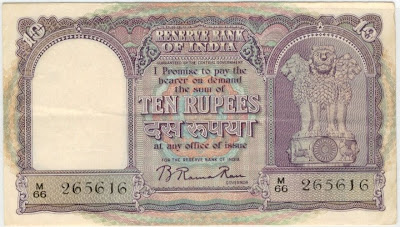 10 RESERVE BANK 10
OF INDIA
GUARANTEED BY THE CENTRAL GOVERNMENT
I Promise to pay the
bearer on demand
the sum of
TEN RUPEES
दस रूपया
at any office of issue
FOR THE RESERVE BANK OF INDIA
B. Rama Rau
GOVERNOR
M/66 265616
M/66 265616